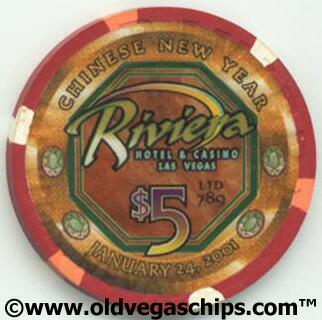 CHINESE NEW YEAR
Riviera
HOTEL & CASINO
LAS VEGAS
LTD
789
$5
JANUARY 24, 2001
©www.oldvegaschips.com™